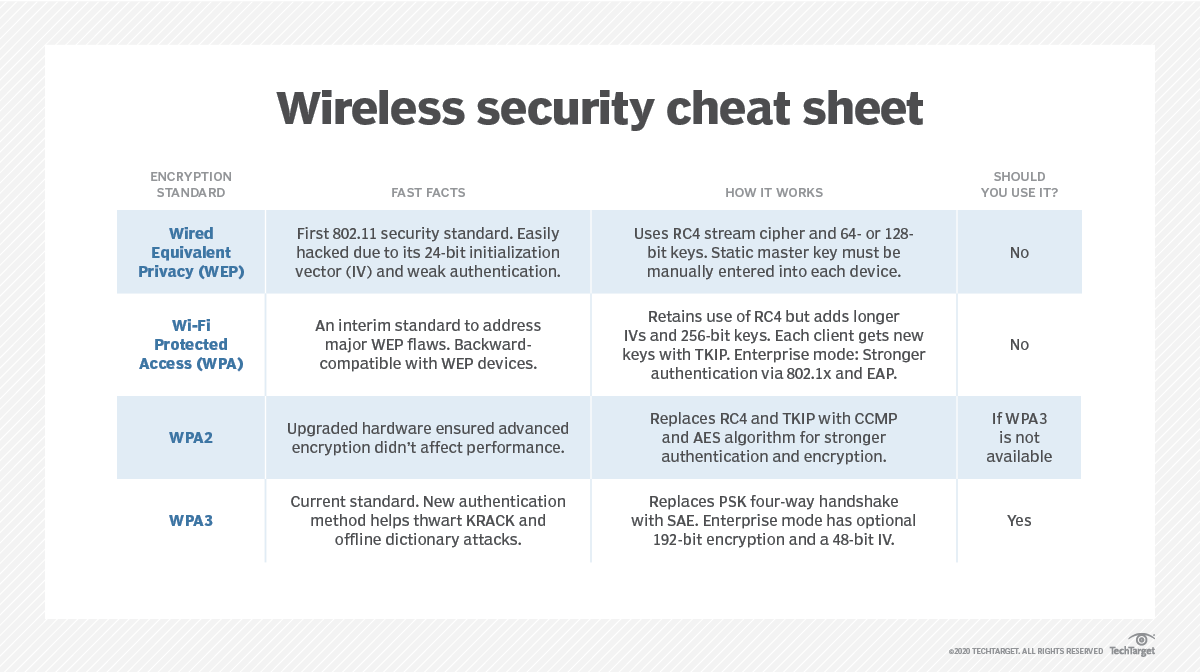 Wireless security cheat sheet
ENCRYPTION
STANDARD
FAST FACTS
HOW IT WORKS
SHOULD
YOU USE IT?
Wired
Equivalent
Privacy (WEP)
First 802.11 security standard. Easily
hacked due to its 24-bit initialization
vector (IV) and weak authentication.
Uses RC4 stream cipher and 64- or 128-
bit keys. Static master key must be
manually entered into each device.
No
Wi-Fi
Protected
Access (WPA)
An interim standard to address
major WEP flaws. Backward-
compatible with WEP devices.
Retains use of RC4 but adds longer
IVs and 256-bit keys. Each client gets new
keys with TKIP. Enterprise mode: Stronger
authentication via 802.1x and EAP.
No
WPA2
Upgraded hardware ensured advanced
encryption didn’t affect performance.
Replaces RC4 and TKIP with CCMP
and AES algorithm for stronger
authentication and encryption.
If WPA3
is not
available
WPA3
Current standard. New authentication
method helps thwart KRACK and
offline dictionary attacks.
Replaces PSK four-way handshake
with SAE. Enterprise mode has optional
192-bit encryption and a 48-bit IV.
Yes
©2020 TECHTARGET. ALL RIGHTS RESERVED TechTarget